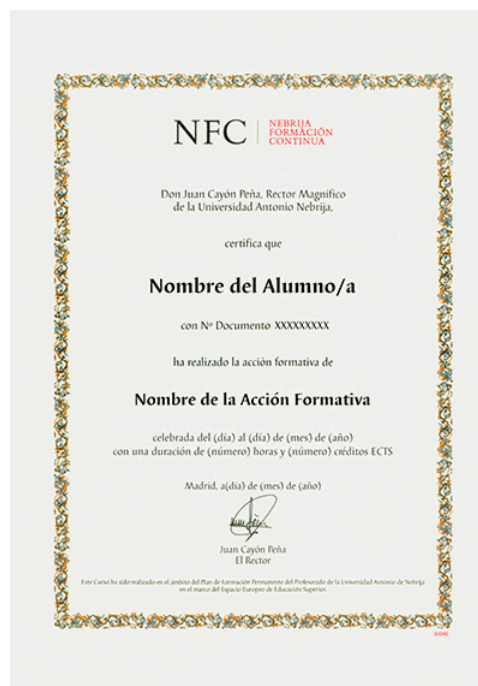 NFC
NEBRIJA
FORMACIÓN
CONTINUA
Don Juan Cayón Peña, Rector Magnífico
de la Universidad Antonio Nebrija,
certifica que
Nombre del Alumno/a
con Nº Documento XXXXXXXXX
ha realizado la acción formativa de
Nombre de la Acción Formativa
celebrada del (día) al (día) de (mes) de (año)
con una duración de (número) horas y (número) créditos ECTS
Madrid, a(dia) de (mes) de (año)
Juan Cayón Peña
El Rector
Este Curso ha sido realizado en el ámbito del Plan de Formación Permanente del Profesorado de la Universidad Antonio de Nebrija
en el marco del Espacio Europeo de Educación Superior